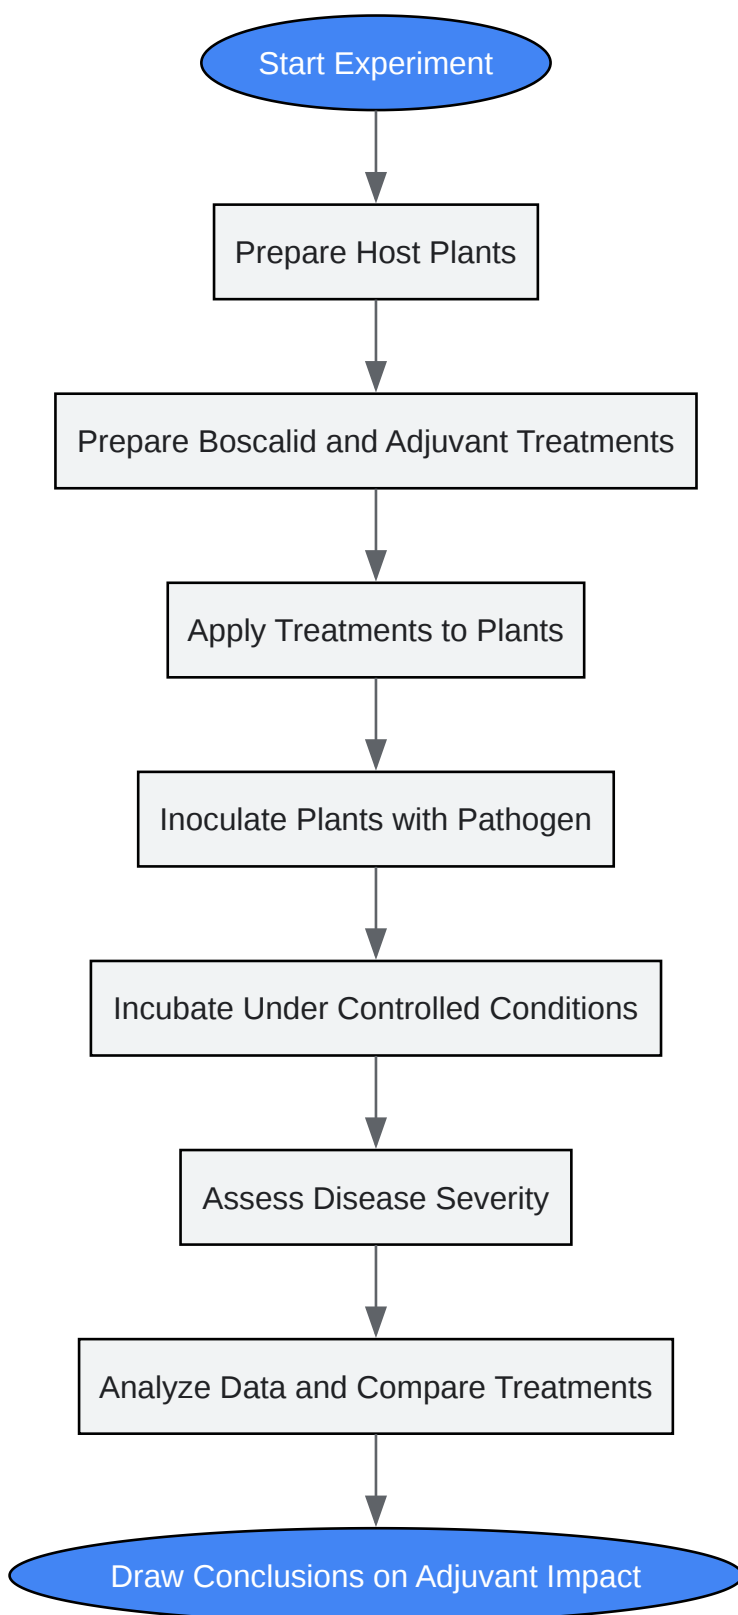 Start Experiment
Prepare Host Plants
Prepare Boscalid and Adjuvant Treatments
Apply Treatments to Plants
Inoculate Plants with Pathogen
Incubate Under Controlled Conditions
Assess Disease Severity
Analyze Data and Compare Treatments
Draw Conclusions on Adjuvant Impact